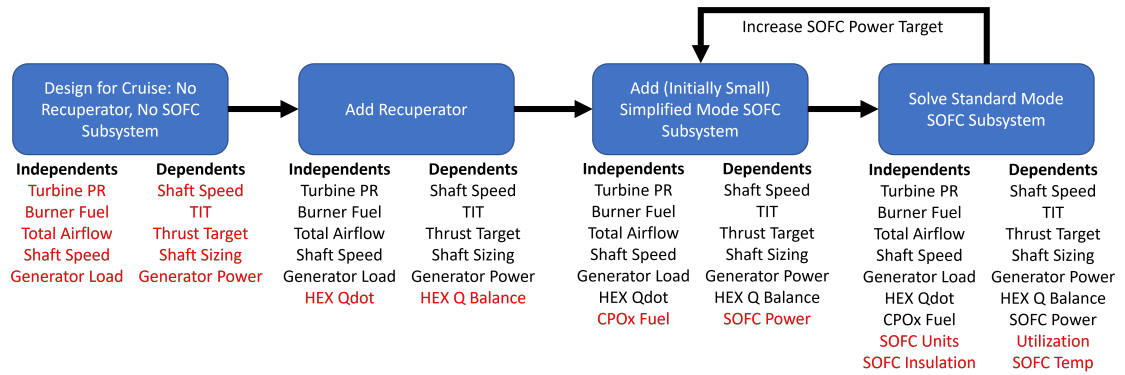 Increase SOFC Power Target
Design for Cruise: No
Recuperator, No SOFC
Subsystem
Add Recuperator
Add (Initially Small)
Simplified Mode SOFC
Subsystem
Solve Standard Mode
SOFC Subsystem
Independents
Turbine PR
Burner Fuel
Total Airflow
Shaft Speed
Generator Load
Dependents
Shaft Speed
TIT
Thrust Target
Shaft Sizing
Generator Power
Independents
Turbine PR
Burner Fuel
Total Airflow
Shaft Speed
Generator Load
HEX Qdot
Dependents
Shaft Speed
TIT
Thrust Target
Shaft Sizing
Generator Power
HEX Q Balance
Independents
Turbine PR
Burner Fuel
Total Airflow
Shaft Speed
Generator Load
HEX Qdot
CPOx Fuel
Dependents
Shaft Speed
TIT
Thrust Target
Shaft Sizing
Generator Power
HEX Q Balance
SOFC Power
Independents
Turbine PR
Burner Fuel
Total Airflow
Shaft Speed
Generator Load
HEX Qdot
CPOx Fuel
SOFC Units
SOFC Insulation
Dependents
Shaft Speed
TIT
Thrust Target
Shaft Sizing
Generator Power
HEX Q Balance
SOFC Power
Utilization
SOFC Temp